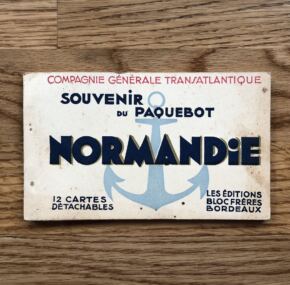 COMPAGNIE GÉNÉRALE TRANSATLANTIQUE
SOUVENIR
DU PAQUEBOT
NORMANDIE
12 CARTES
DÉTACHABLES
LES ÉDITIONS
BLOC FRÈRES
BORDEAUX